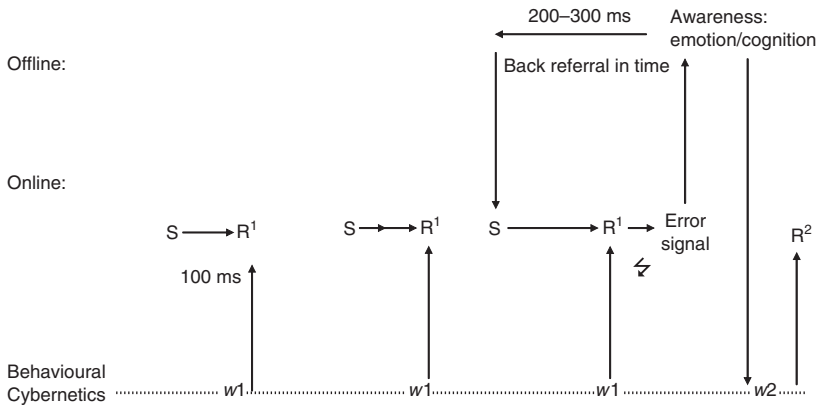 200–300 ms
Awareness:
emotion/cognition
Offline:
Back referral in time
Online:
S R¹ S R¹ S R¹ Error
signal
R²
100 ms
Behavioural
Cybernetics w1 w1 w1 w2